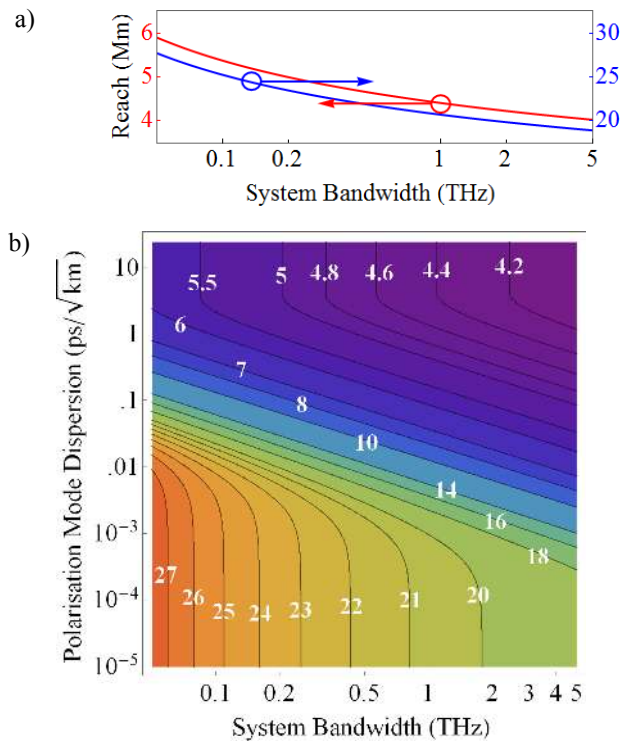 a)
Reach (Mm)
6
5
4
30
25
20
0.1 0.2 1 2 5
System Bandwidth (THz)
b)
Polarisation Mode Dispersion (ps/√km)
10
1
.1
.01
10⁻³
10⁻⁴
10⁻⁵
5.5 5 4.8 4.6 4.4 4.2
6
7
8
10
14
16
18
27 26 25 24 23 22 21 20
0.1 0.2 0.5 1 2 3 4 5
System Bandwidth (THz)